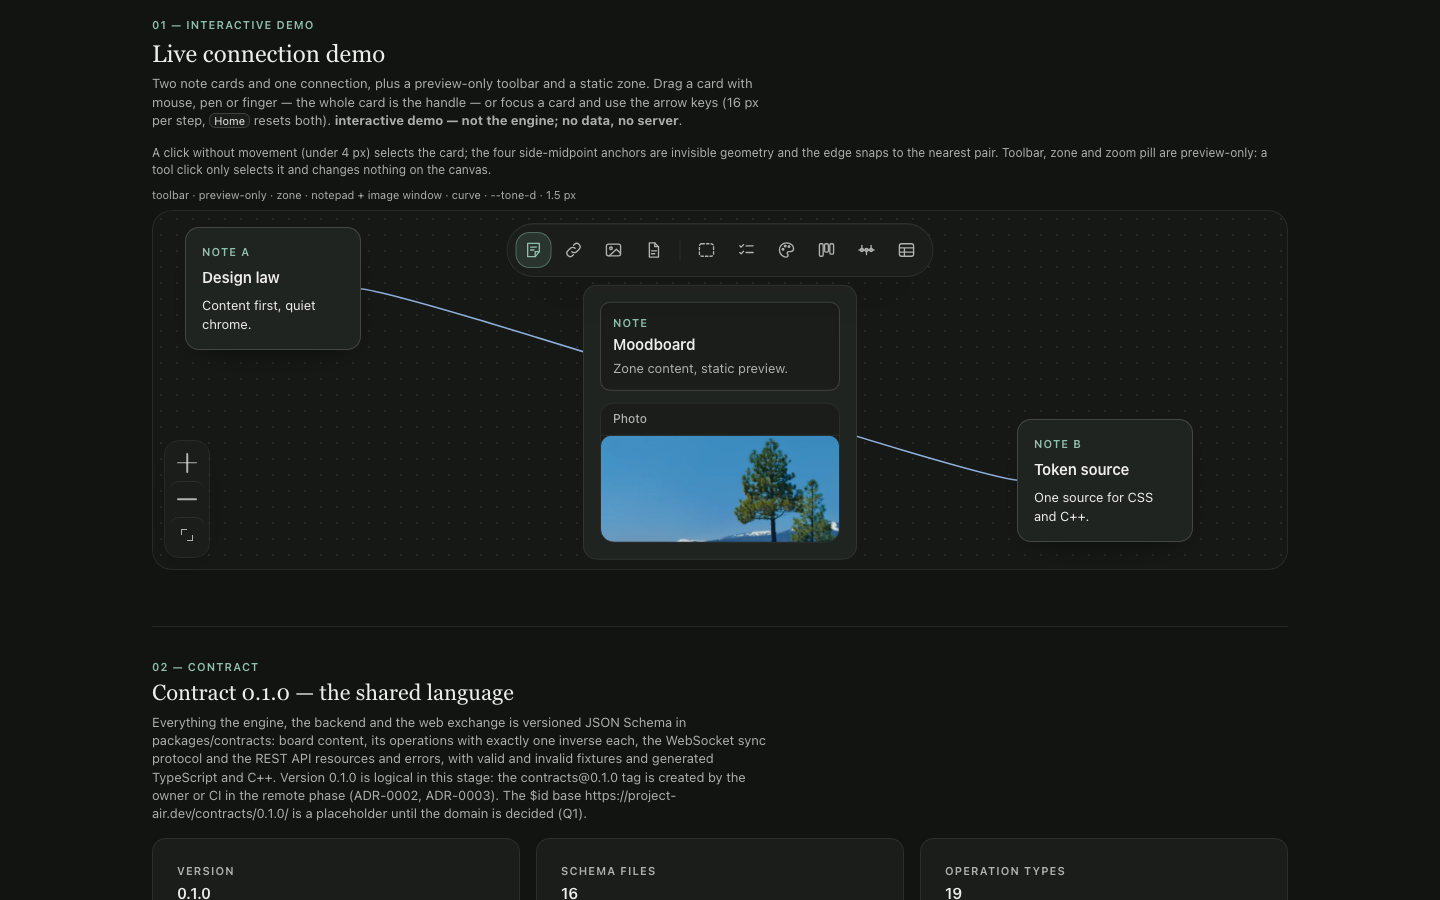 01 — INTERACTIVE DEMO
Live connection demo
Two note cards and one connection, plus a preview-only toolbar and a static zone. Drag a card with
mouse, pen or finger — the whole card is the handle — or focus a card and use the arrow keys (16 px
per step, Home resets both). interactive demo — not the engine; no data, no server.
A click without movement (under 4 px) selects the card; the four side-midpoint anchors are invisible geometry and the edge snaps to the nearest pair. Toolbar, zone and zoom pill are preview-only: a
tool click only selects it and changes nothing on the canvas.
toolbar · preview-only · zone · notepad + image window · curve · --tone-d · 1.5 px
NOTE A
Design law
Content first, quiet
chrome.
NOTE
Moodboard
Zone content, static preview.
Photo
NOTE B
Token source
One source for CSS
and C++.
02 — CONTRACT
Contract 0.1.0 — the shared language
Everything the engine, the backend and the web exchange is versioned JSON Schema in
packages/contracts: board content, its operations with exactly one inverse each, the WebSocket sync
protocol and the REST API resources and errors, with valid and invalid fixtures and generated
TypeScript and C++. Version 0.1.0 is logical in this stage: the contracts@0.1.0 tag is created by the
owner or CI in the remote phase (ADR-0002, ADR-0003). The $id base https://project-
air.dev/contracts/0.1.0/ is a placeholder until the domain is decided (Q1).
VERSION
0.1.0
SCHEMA FILES
16
OPERATION TYPES
19